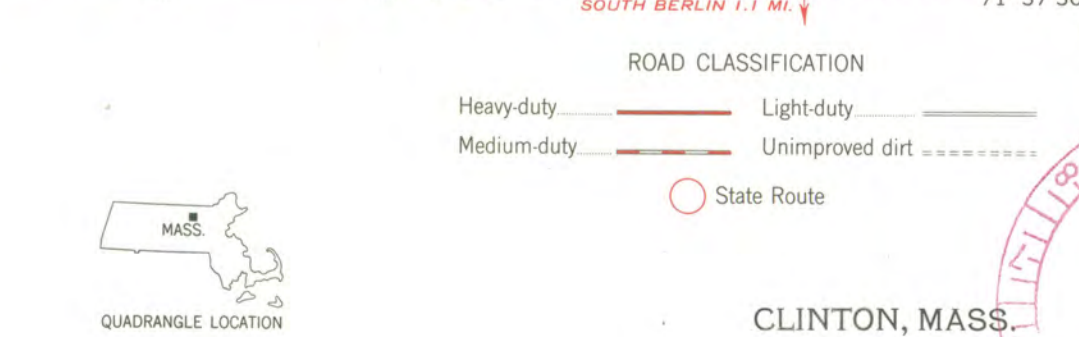 SOUTH BERLIN 1.1 MI.
ROAD CLASSIFICATION
Heavy-duty Light-duty
Medium-duty Unimproved dirt
State Route
MASS.
QUADRANGLE LOCATION
CLINTON, MASS.